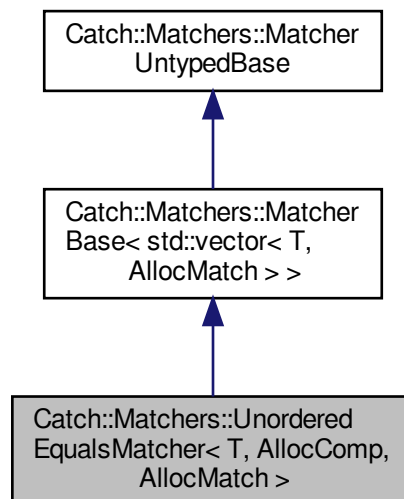 Catch::Matchers::Matcher
UntypedBase
Catch::Matchers::Matcher
Base< std::vector< T,
AllocMatch > >
Catch::Matchers::Unordered
EqualsMatcher< T, AllocComp,
AllocMatch >